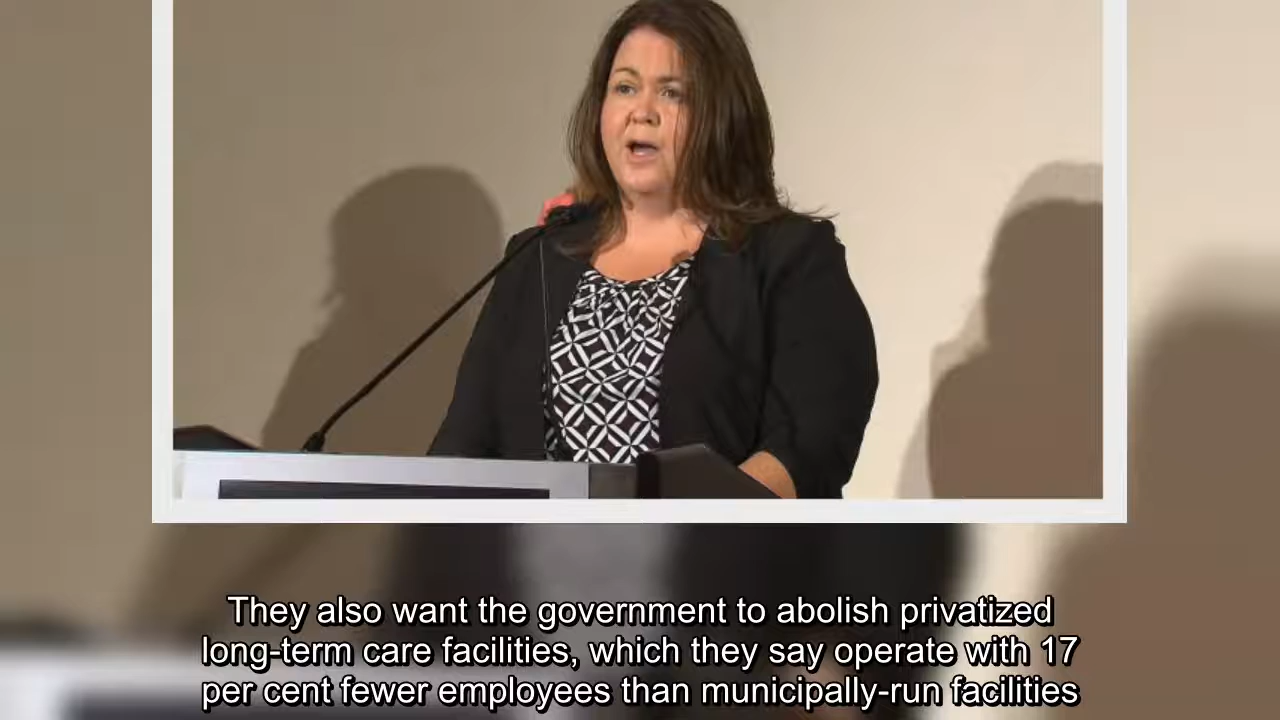 They also want the government to abolish privatized
long-term care facilities, which they say operate with 17
per cent fewer employees than municipally-run facilities